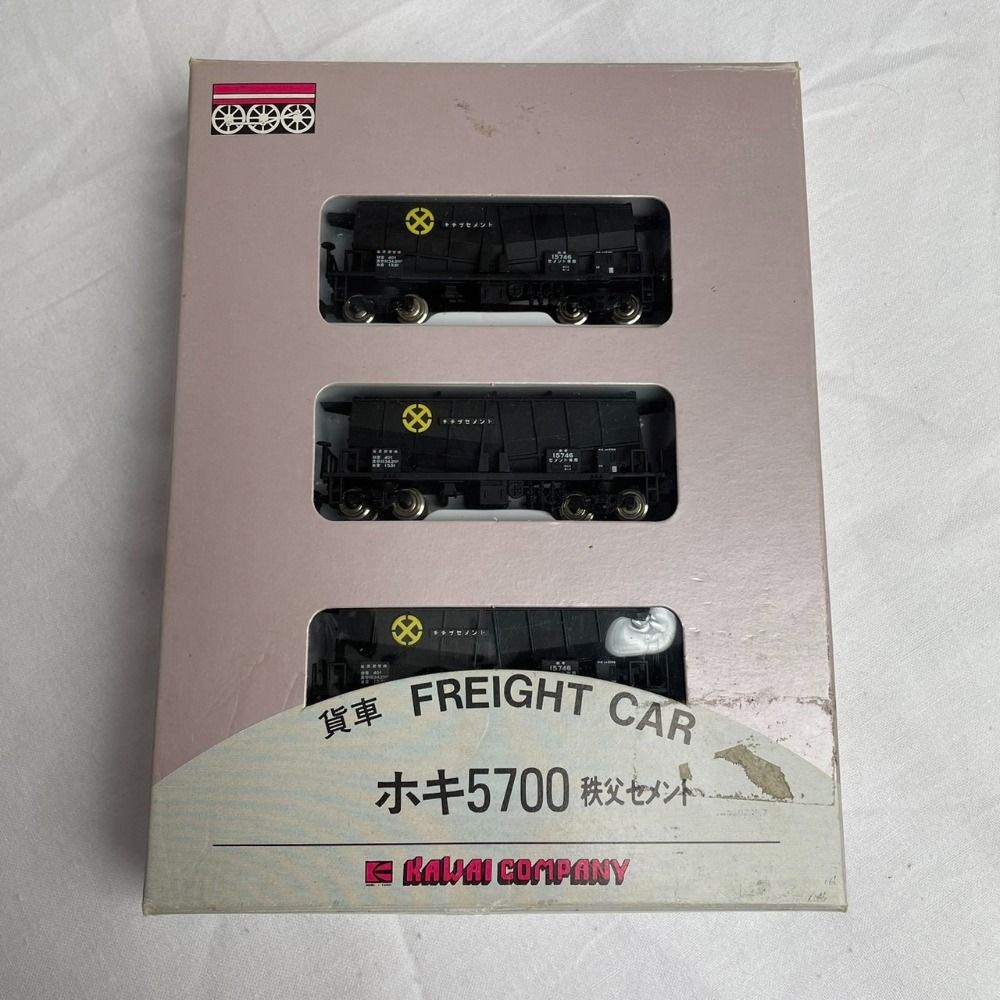 チチブセメント
15746
セメント専用
チチブセメント
15746
セメント専用
チチブセメント
15746
貨車 FREIGHT CAR
ホキ5700 秩父セメント
KAWAI COMPANY